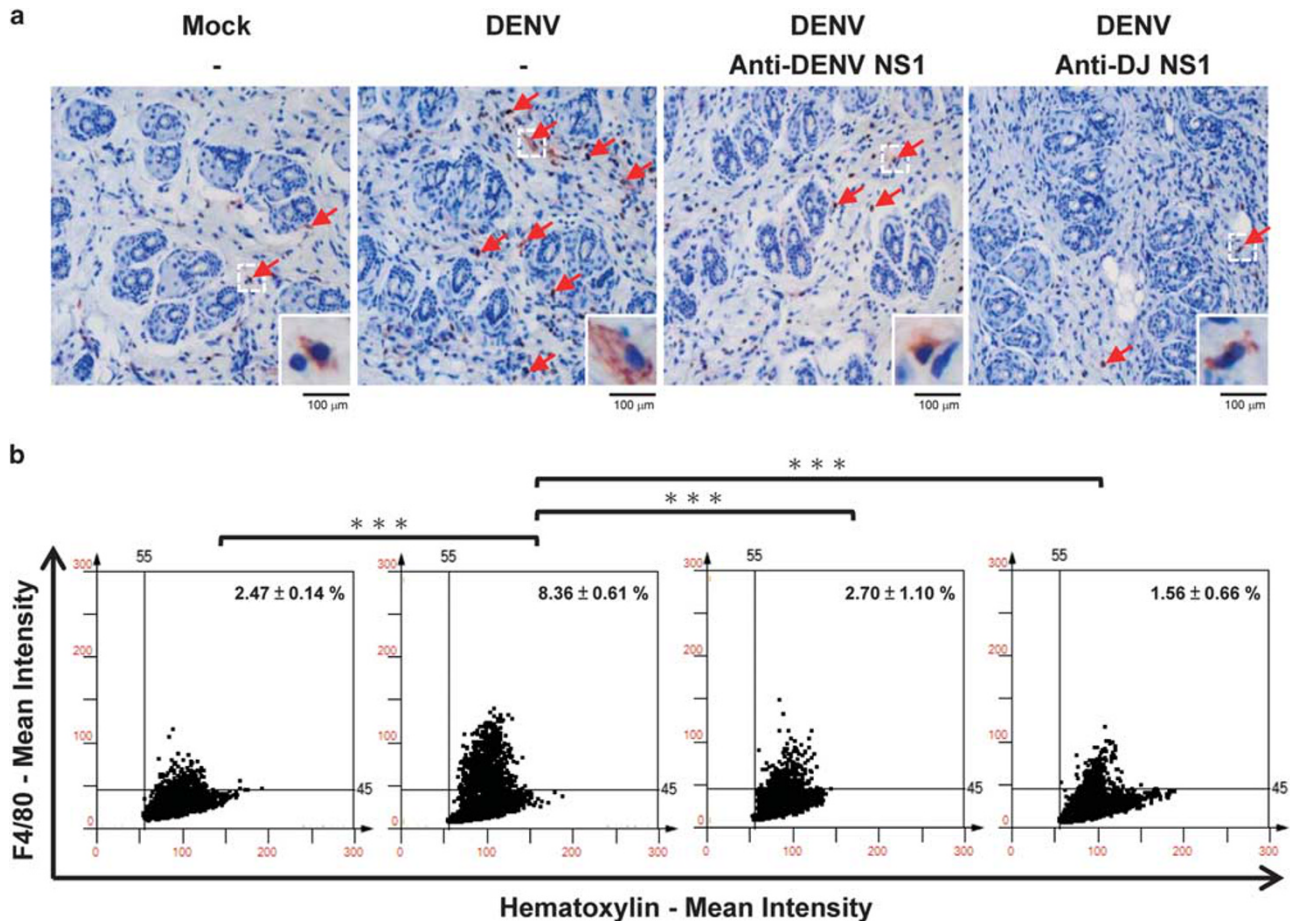 a
Mock DENV DENV DENV
- - Anti-DENV NS1 Anti-DJ NS1
100 μm 100 μm 100 μm 100 μm
b
* * *
* * *
* * *
F4/80 - Mean Intensity
55 55 55 55
300 300 300 300
2.47 ± 0.14 % 8.36 ± 0.61 % 2.70 ± 1.10 % 1.56 ± 0.66 %
200 200 200 200
100 100 100 100
45 45 45 45
0 0 0 0
0 100 200 300 0 100 200 300 0 100 200 300 0 100 200 300
Hematoxylin - Mean Intensity